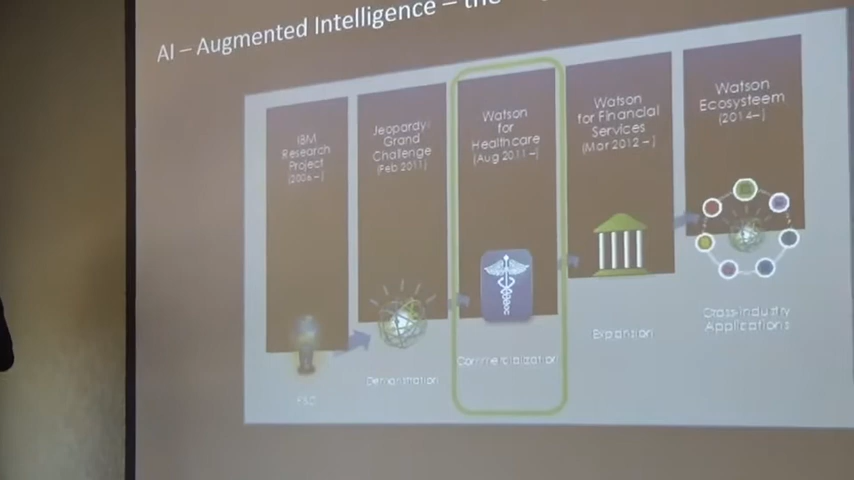 AI – Augmented Intelligence – the
IBM
Research
Project
(2006 –)
Jeopardy!
Grand
Challenge
(Feb 2011)
Watson
for
Healthcare
(Aug 2011 –)
Watson
for Financial
Services
(Mar 2012 –)
Watson
Ecosysteem
(2014–)
R&D
Demonstration
Commercialization
Expansion
Cross-industry
Applications